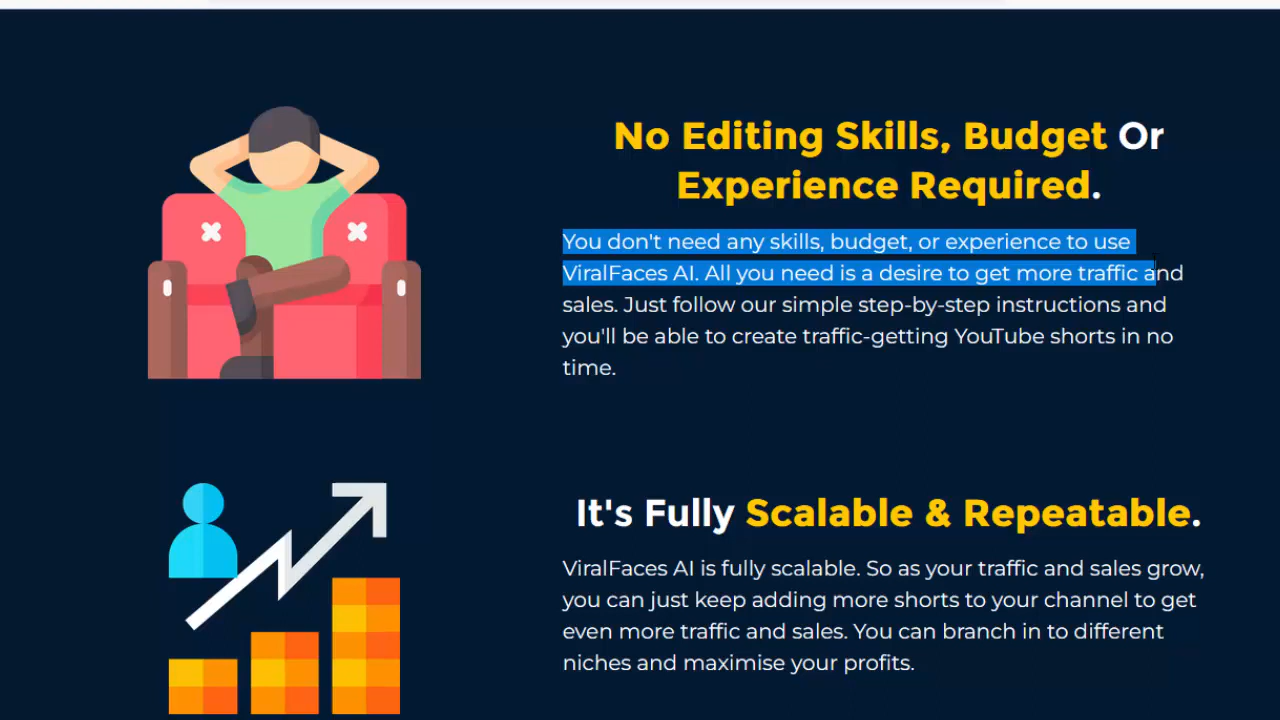 No Editing Skills, Budget Or
Experience Required.
You don't need any skills, budget, or experience to use
ViralFaces AI. All you need is a desire to get more traffic and
sales. Just follow our simple step-by-step instructions and
you'll be able to create traffic-getting YouTube shorts in no
time.
It's Fully Scalable & Repeatable.
ViralFaces AI is fully scalable. So as your traffic and sales grow,
you can just keep adding more shorts to your channel to get
even more traffic and sales. You can branch in to different
niches and maximise your profits.